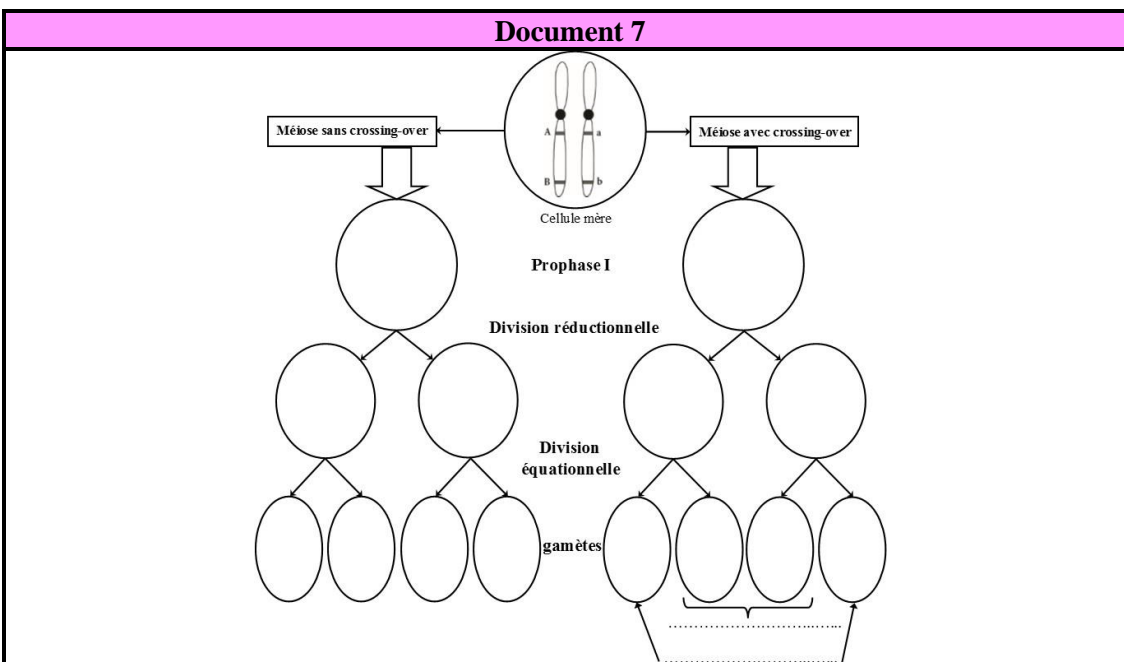 Document 7
Méiose sans crossing-over
Méiose avec crossing-over
A
a
B
b
Cellule mère
Prophase I
Division réductionnelle
Division
équationnelle
gamètes